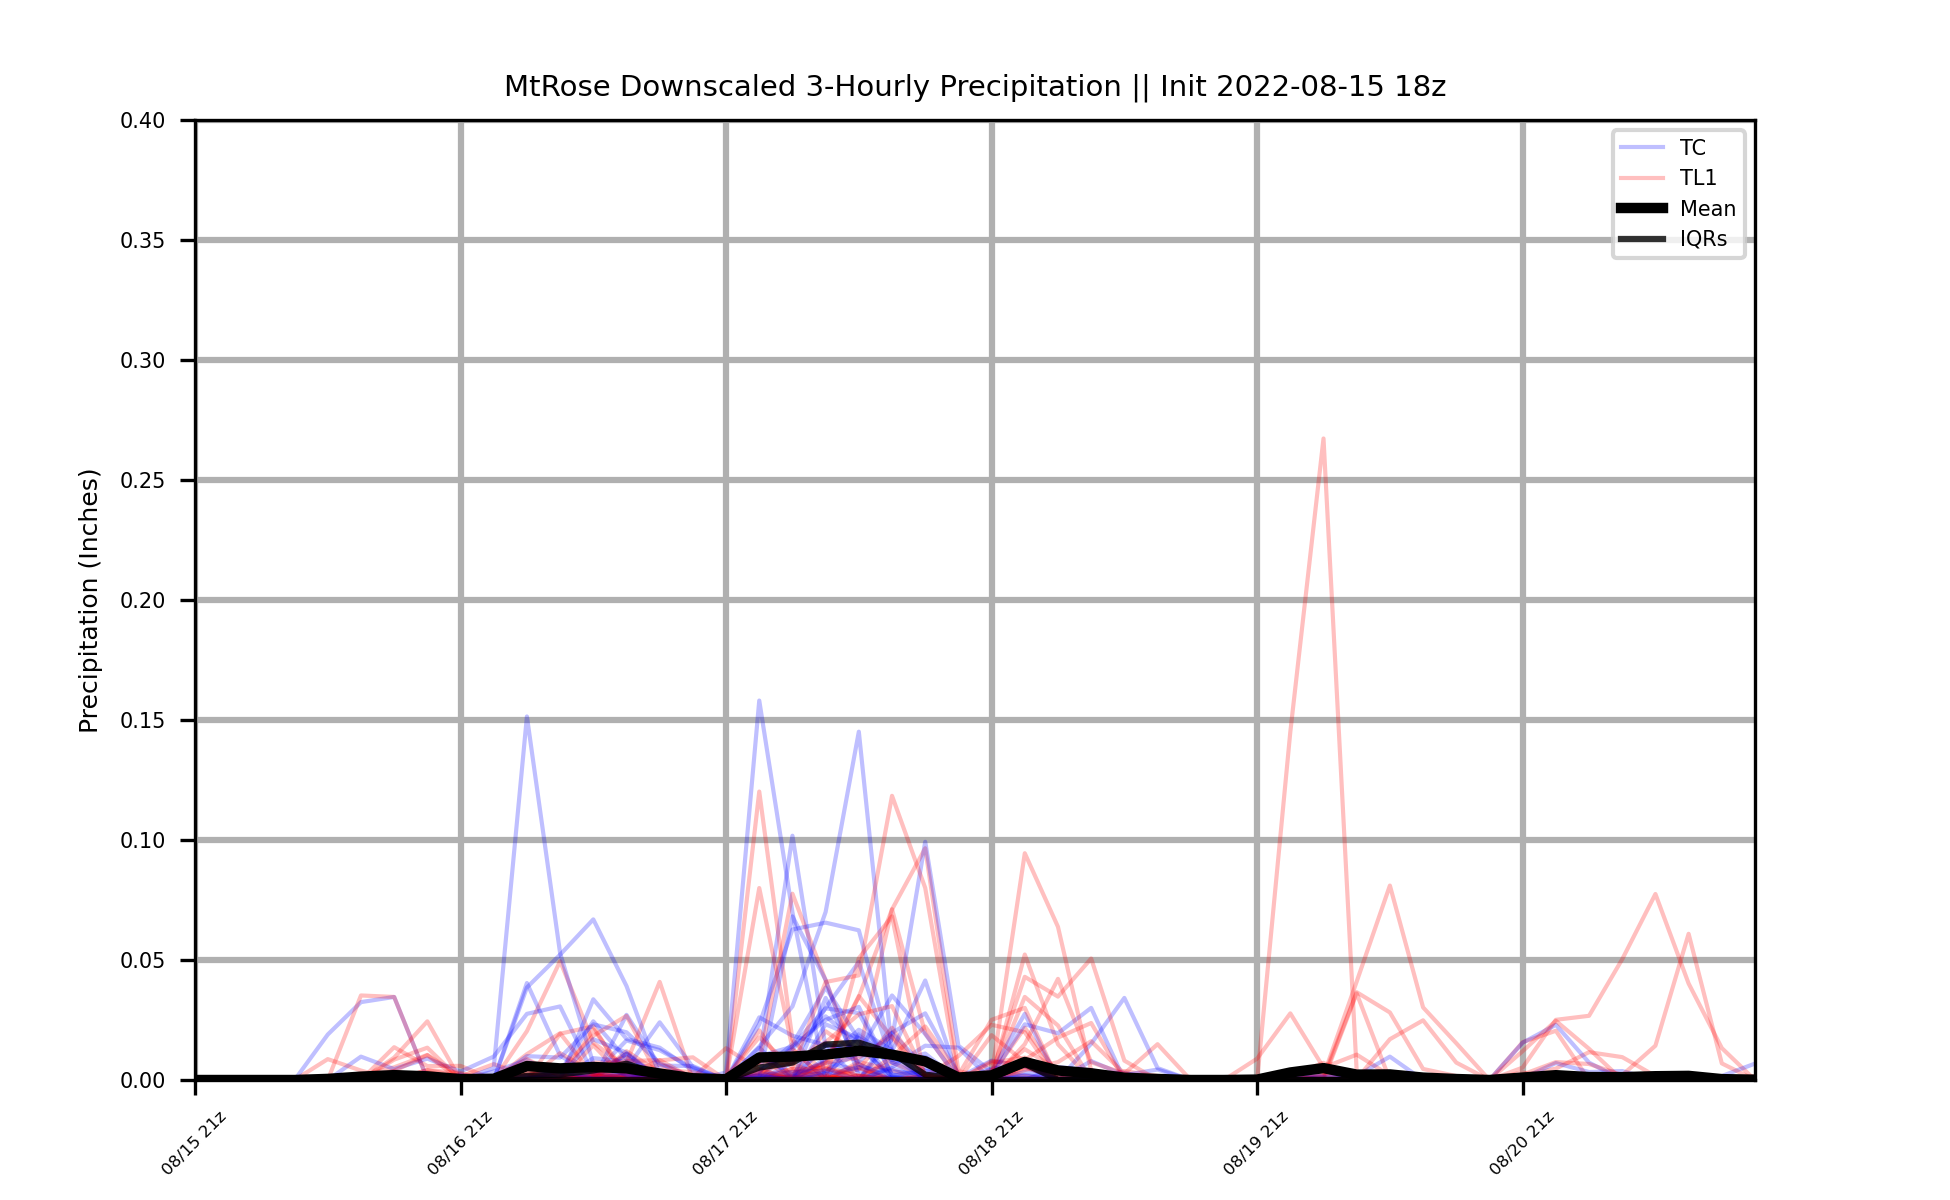 MtRose Downscaled 3-Hourly Precipitation || Init 2022-08-15 18z
Precipitation (Inches)
0.40
0.35
0.30
0.25
0.20
0.15
0.10
0.05
0.00
TC
TL1
Mean
IQRs
08/15 21z
08/16 21z
08/17 21z
08/18 21z
08/19 21z
08/20 21z